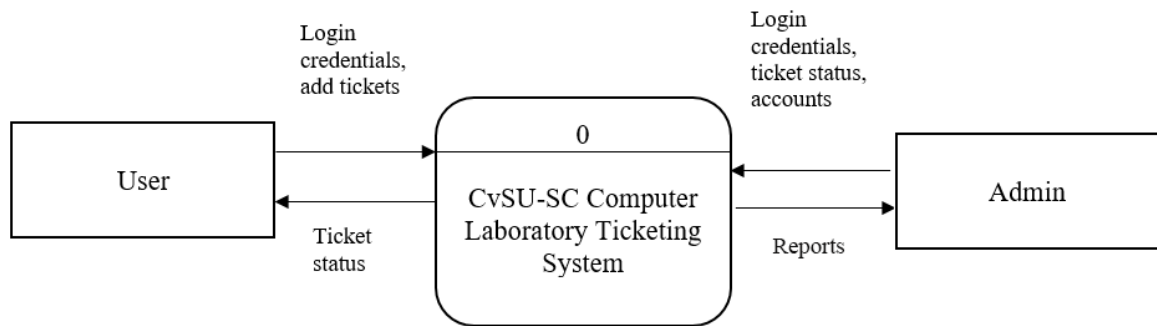 Login
credentials,
add tickets
Login
credentials,
ticket status,
accounts
User
0
CvSU-SC Computer
Laboratory Ticketing
System
Admin
Ticket
status
Reports